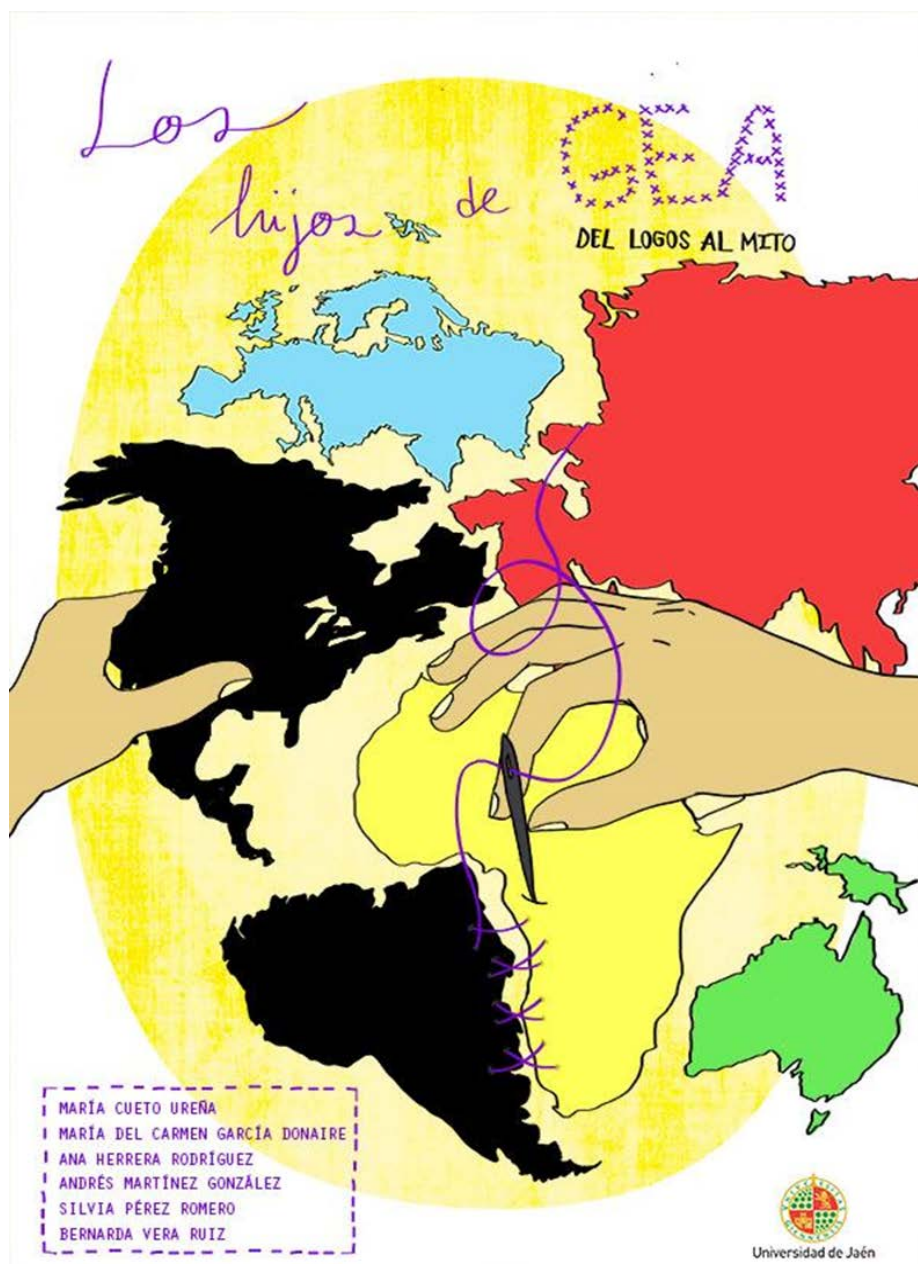 Los
hijos de GEA
DEL LOGOS AL MITO
MARÍA CUETO UREÑA
MARÍA DEL CARMEN GARCÍA DONAIRE
ANA HERRERA RODRÍGUEZ
ANDRÉS MARTÍNEZ GONZÁLEZ
SILVIA PÉREZ ROMERO
BERNARDA VERA RUIZ
Universidad de Jaén